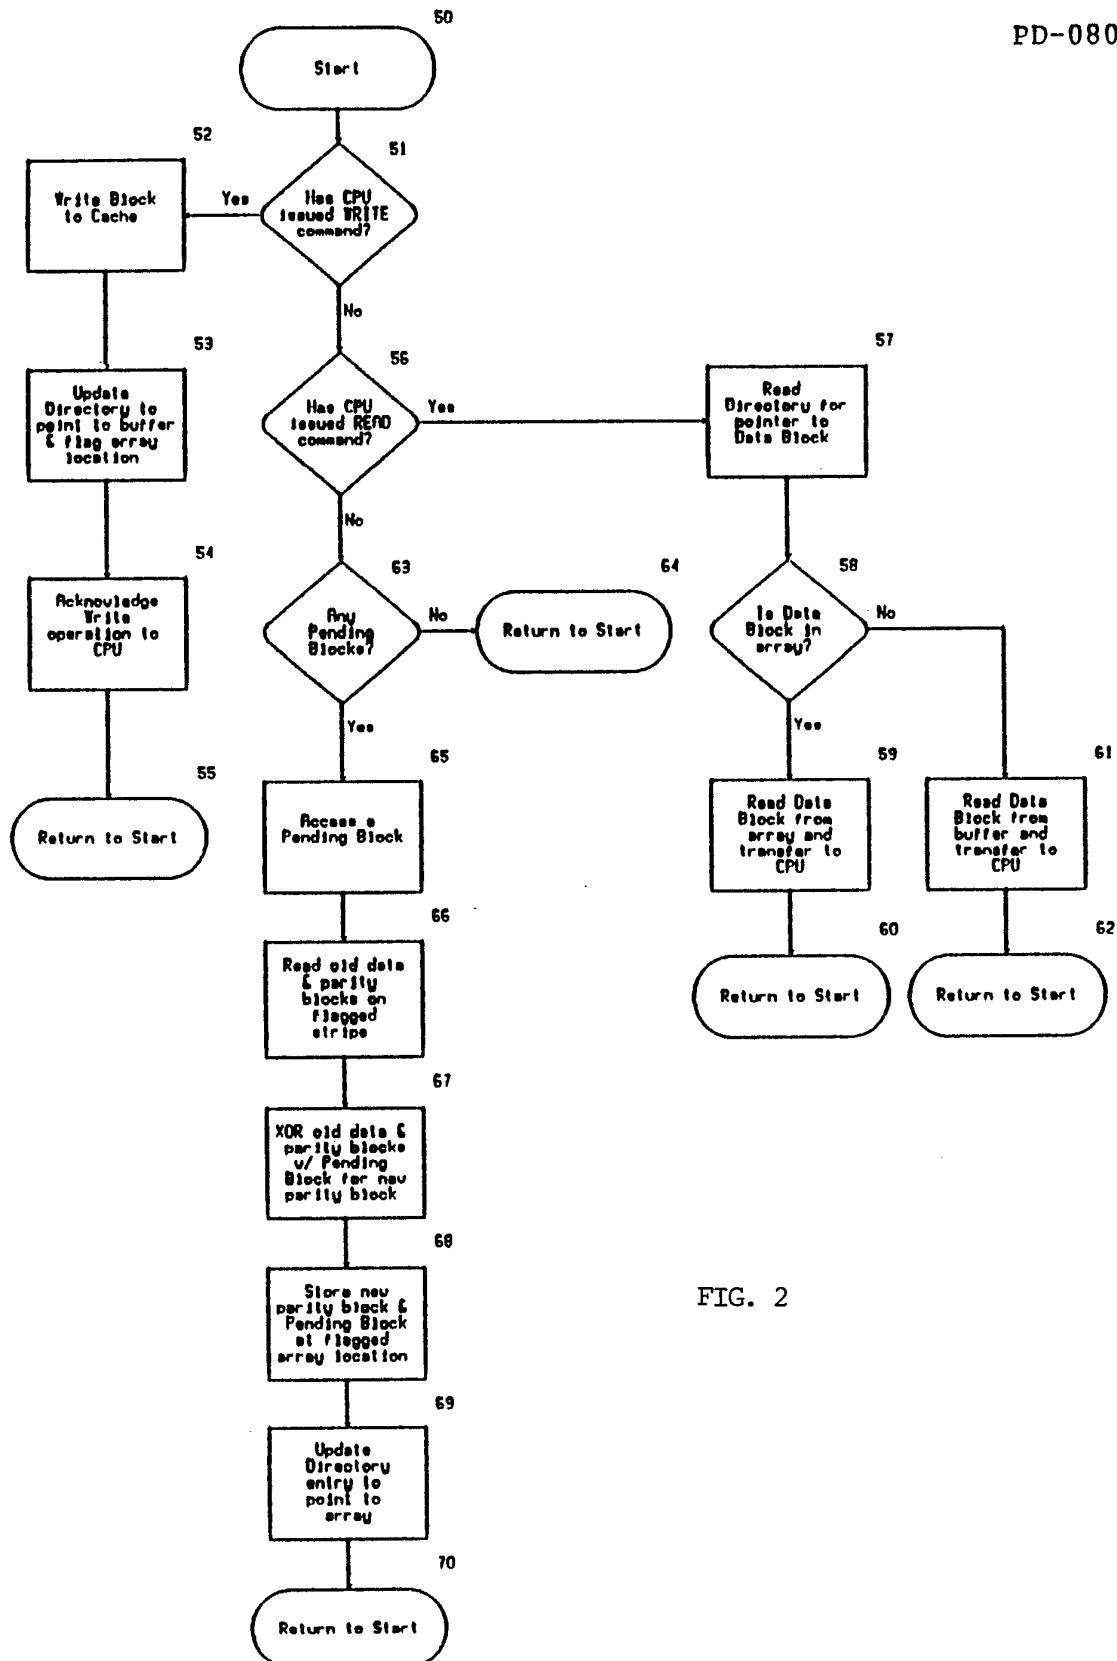 50
PD-080
Start
52
51
Write Block
to Cache
Yes
Has CPU
issued WRITE
command?
No
53
56
57
Update
Directory to
point to buffer
& flag array
location
Has CPU
issued READ
command?
Yes
Read
Directory for
pointer to
Data Block
No
54
63
64
58
Acknowledge
Write
operation to
CPU
Any
Pending
Blocks?
No
Return to Start
Is Data
Block in
array?
No
Yes
Yes
55
65
59
61
Return to Start
Access a
Pending Block
Read Data
Block from
array and
transfer to
CPU
Read Data
Block from
buffer and
transfer to
CPU
66
60
62
Read old data
& parity
blocks on
flagged
stripe
Return to Start
Return to Start
67
XOR old data &
parity blocks
w/ Pending
Block for new
parity block
68
Store new
parity block &
Pending Block
at flagged
array location
FIG. 2
69
Update
Directory
entry to
point to
array
70
Return to Start